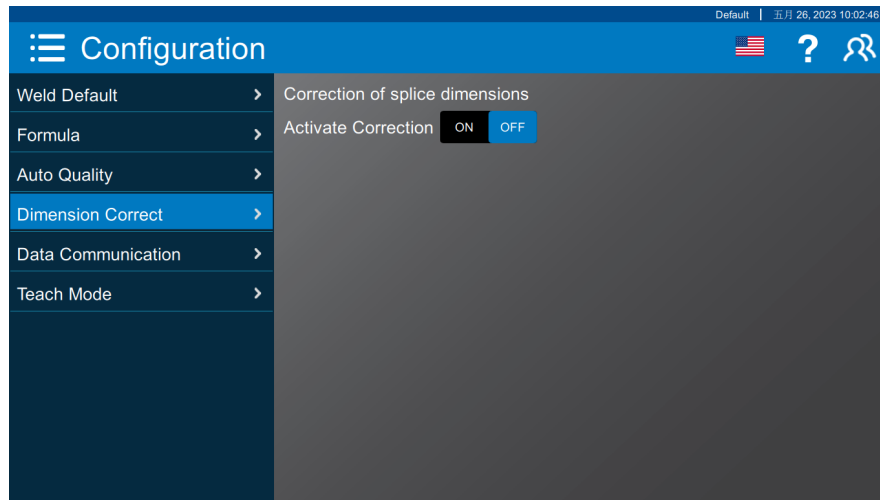 Default | 五月 26, 2023 10:02:46
Configuration
?
Weld Default
Formula
Auto Quality
Dimension Correct
Data Communication
Teach Mode
Correction of splice dimensions
Activate Correction ON OFF